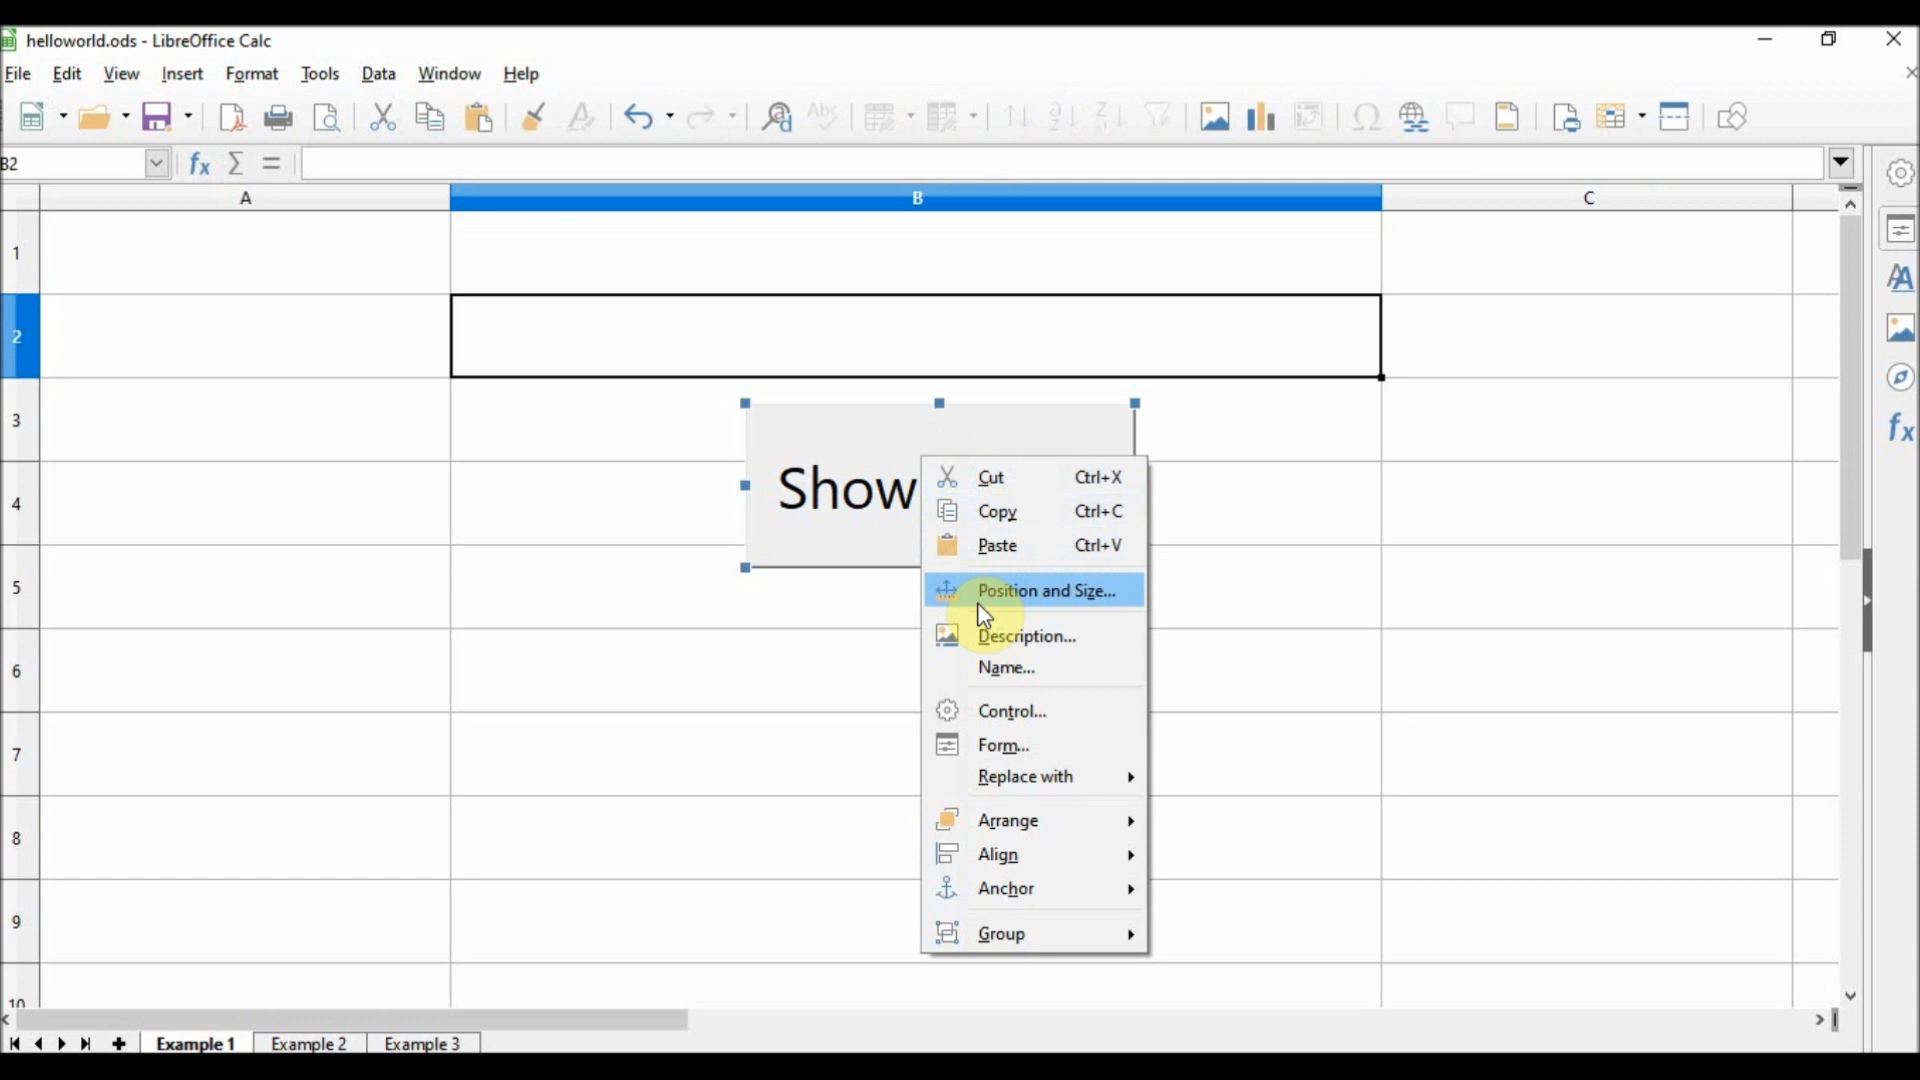 helloworld.ods - LibreOffice Calc
File Edit View Insert Format Tools Data Window Help
B2
A B C
1
2
3
Show
4
5
6
7
8
9
10
Cut Ctrl+X
Copy Ctrl+C
Paste Ctrl+V
Position and Size...
Description...
Name...
Control...
Form...
Replace with
Arrange
Align
Anchor
Group
Example 1 Example 2 Example 3